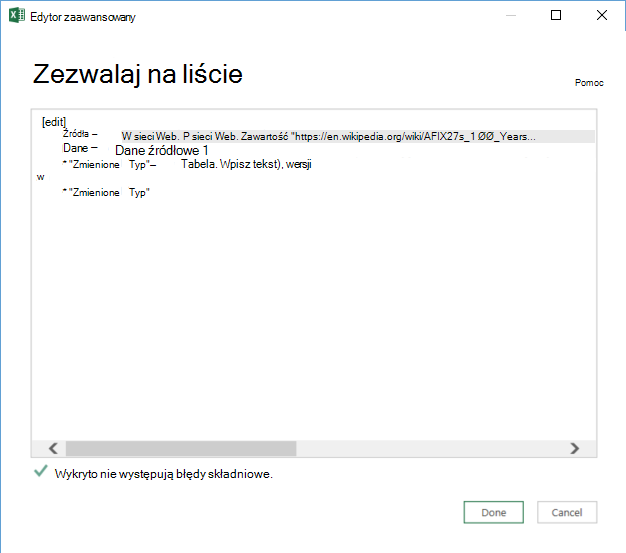 Edytor zaawansowany
Zezwalaj na liście
Pomoc
[edit]
Źródła – W sieci Web. P sieci Web. Zawartość "https://en.wikipedia.org/wiki/AFIX27s_1 ØØ_Years...
Dane – Dane źródłowe 1
* "Zmienione Typ"– Tabela. Wpisz tekst), wersji
w
* "Zmienione Typ"
Wykryto nie występują błędy składniowe.
Done Cancel